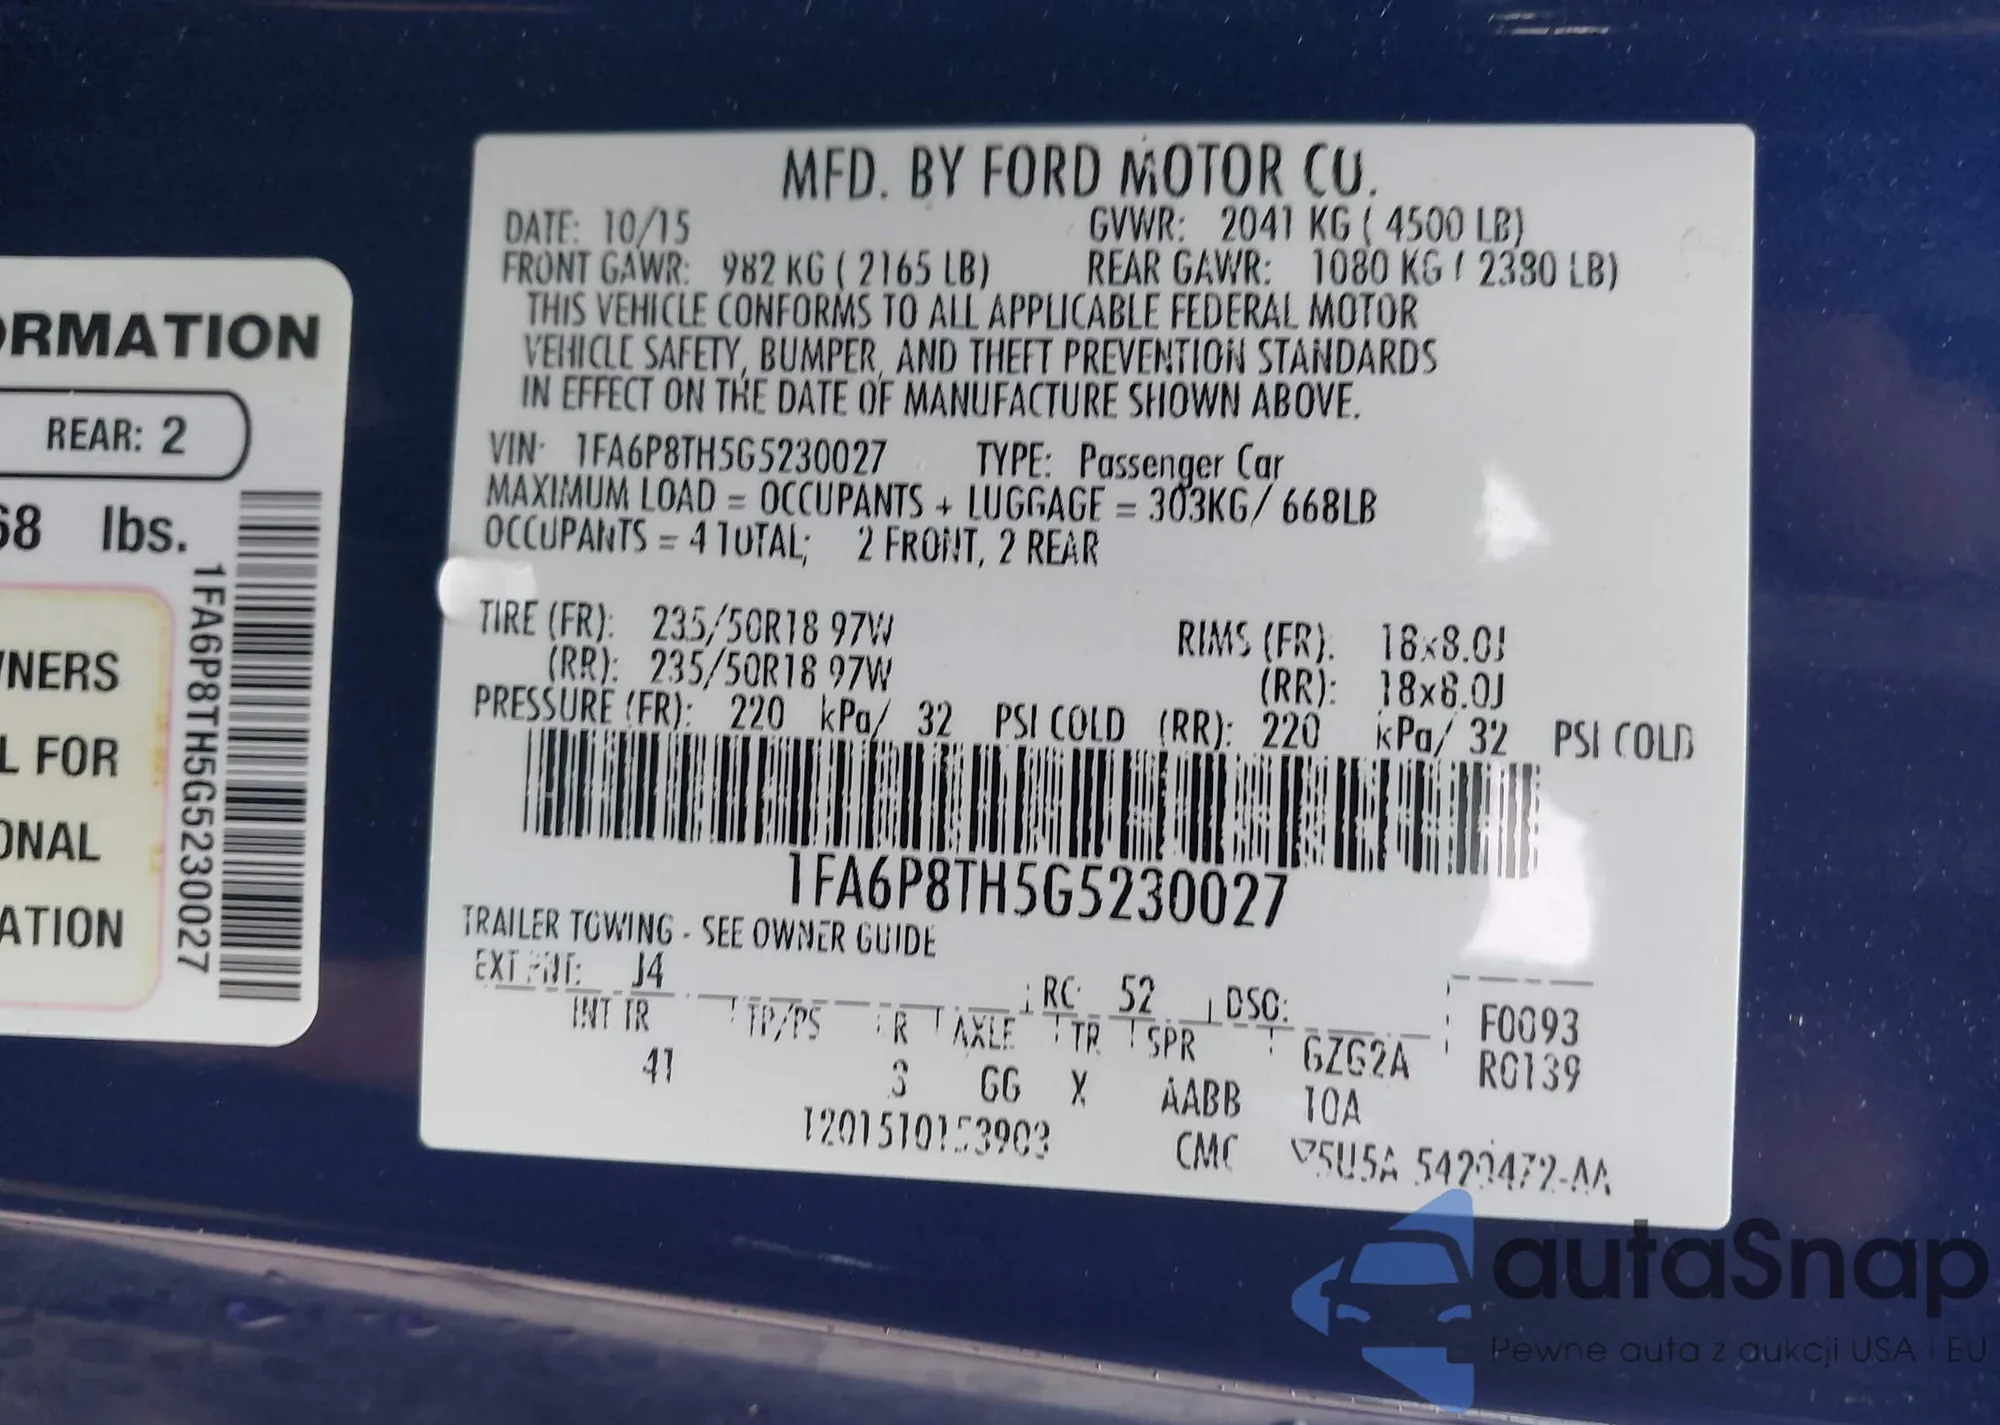 MFD. BY FORD MOTOR CO.
DATE: 10/15 GVWR: 2041 KG ( 4500 LB)
FRONT GAWR: 982 KG ( 2165 LB) REAR GAWR: 1080 KG ( 2380 LB)
THIS VEHICLE CONFORMS TO ALL APPLICABLE FEDERAL MOTOR
VEHICLE SAFETY, BUMPER, AND THEFT PREVENTION STANDARDS
IN EFFECT ON THE DATE OF MANUFACTURE SHOWN ABOVE.
VIN: 1FA6P8TH5G5230027 TYPE: Passenger Car
MAXIMUM LOAD = OCCUPANTS + LUGGAGE = 303KG/ 668LB
OCCUPANTS = 4 TOTAL; 2 FRONT, 2 REAR
TIRE (FR): 235/50R18 97W RIMS (FR): 18x8.0J
(RR): 235/50R18 97W (RR): 18x8.0J
PRESSURE (FR): 220 kPa/ 32 PSI COLD (RR): 220 kPa/ 32 PSI COLD
1FA6P8TH5G5230027
TRAILER TOWING - SEE OWNER GUIDE
EXT PNT: J4 RC: 52 DSO: F0093
INT TR TP/PS R AXLE TR SPR R0139
41 3 GG X AABB GZG2A
10A
1201510153903 CMC
ORMATION
REAR: 2
68 lbs.
1FA6P8TH5G5230027
WNERS
L FOR
ONAL
ATION
autaSnap
Pewne auta z aukcji USA i EU